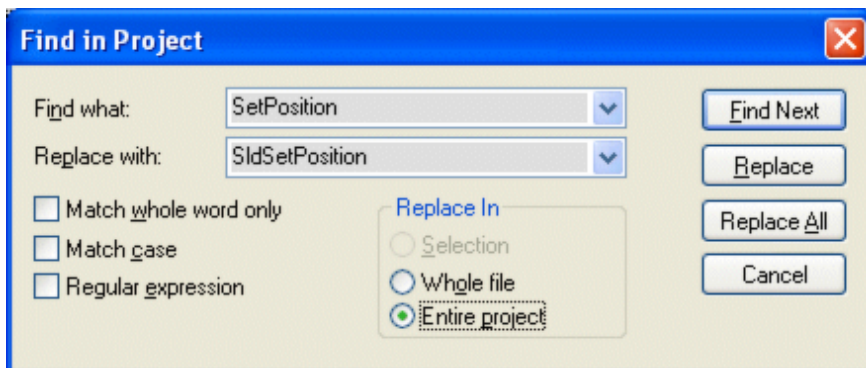 Find in Project
Find what:
SetPosition
Find Next
Replace with:
SldSetPosition
Replace
Match whole word only
Replace In
Replace All
Match case
Selection
Regular expression
Whole file
Cancel
Entire project